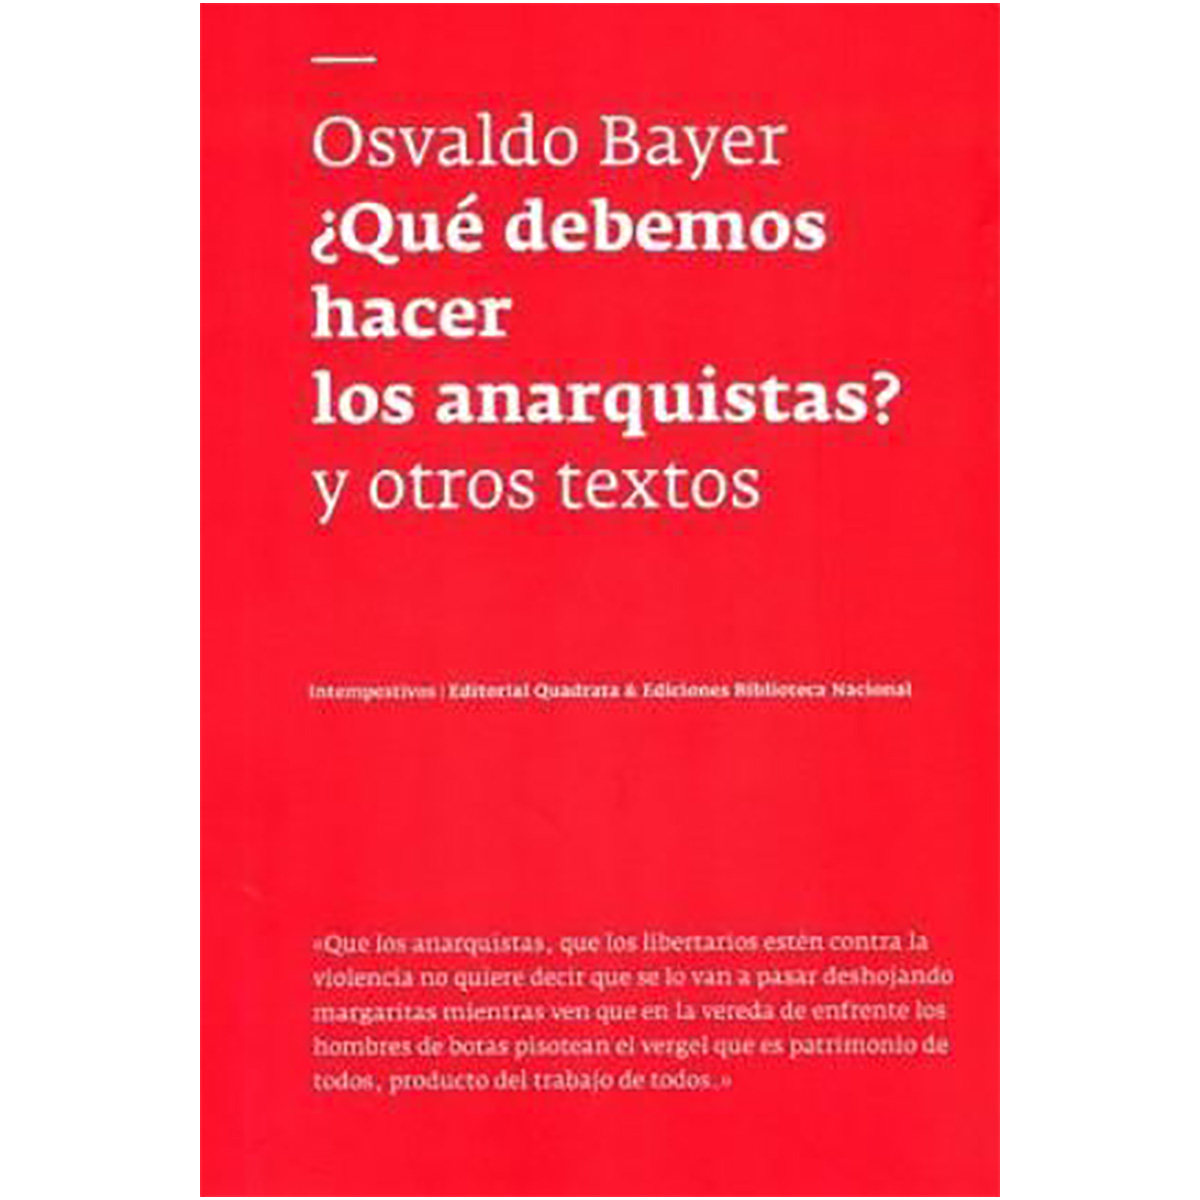 Osvaldo Bayer
¿Qué debemos
hacer
los anarquistas?
y otros textos
Intempestivos | Editorial Quadrata & Ediciones Biblioteca Nacional
«Que los anarquistas, que los libertarios estén contra la
violencia no quiere decir que se lo van a pasar deshojando
margaritas mientras ven que en la vereda de enfrente los
hombres de botas pisotean el vergel que es patrimonio de
todos, producto del trabajo de todos.»